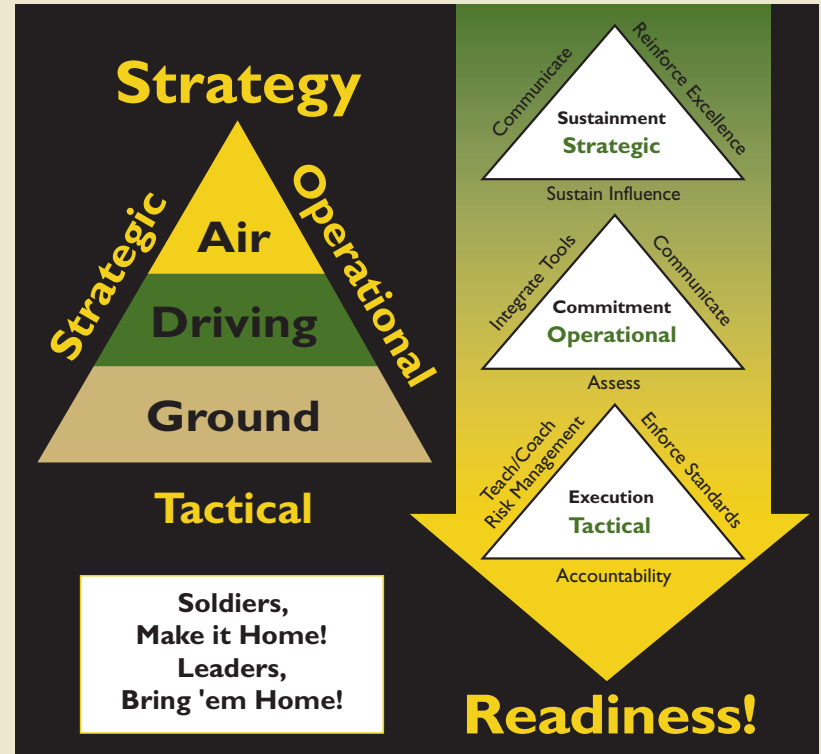 Strategy
Strategic
Operational
Air
Driving
Ground
Tactical
Soldiers,
Make it Home!
Leaders,
Bring 'em Home!
Communicate
Reinforce Excellence
Sustainment
Strategic
Sustain Influence
Integrate Tools
Communicate
Commitment
Operational
Assess
Teach/Coach
Risk Management
Enforce Standards
Execution
Tactical
Accountability
Readiness!